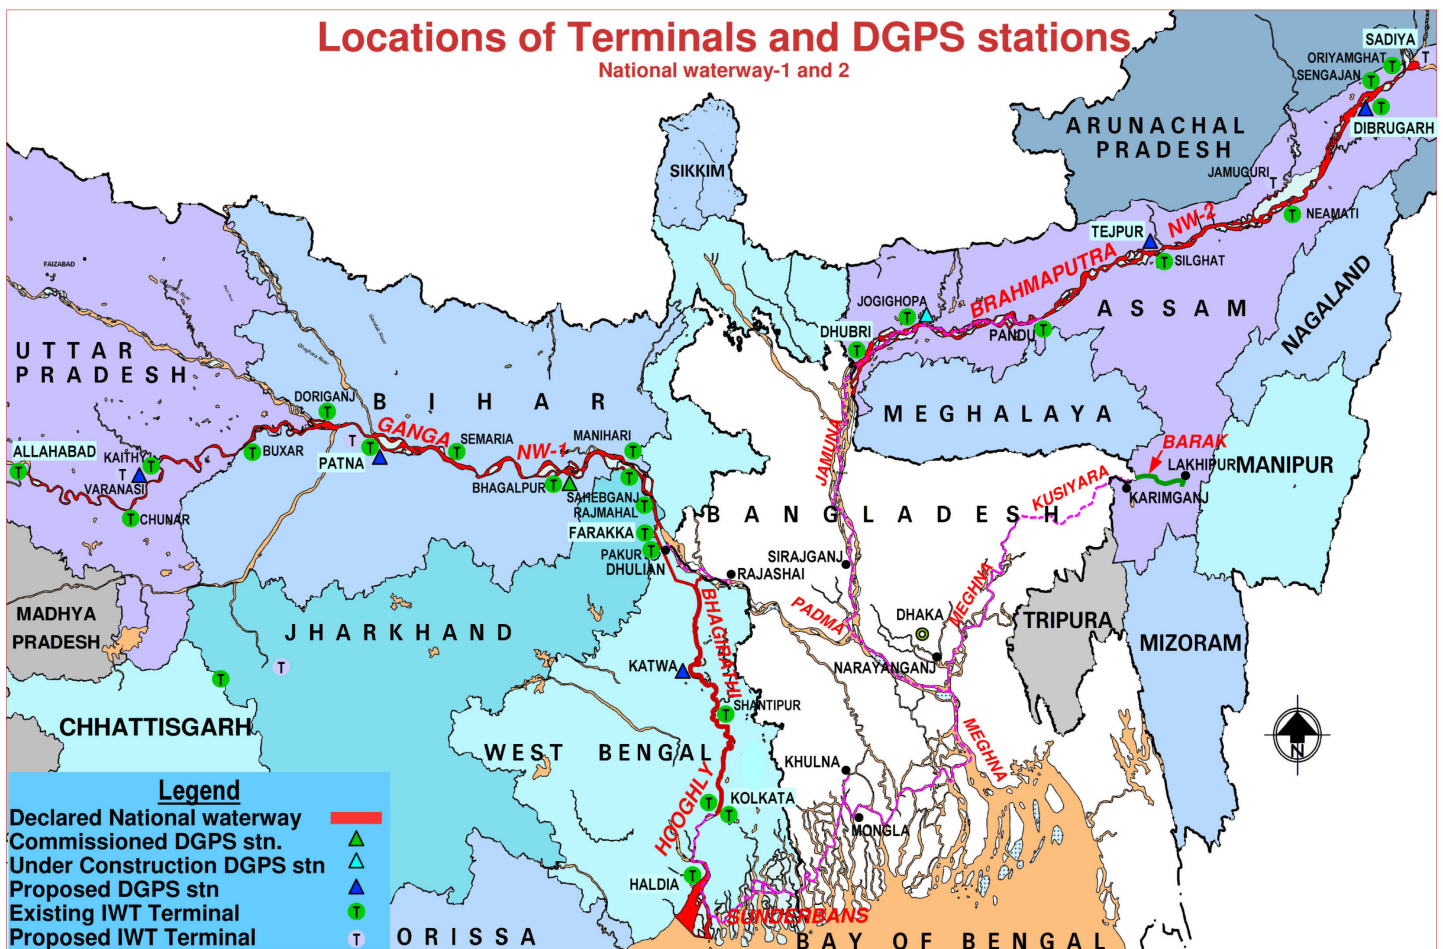 Locations of Terminals and DGPS stations
National waterway-1 and 2
SADIYA
T
ORIYAMGHAT
T
SENGAJAN
T
T
DIBRUGARH
ARUNACHAL
PRADESH
JAMUGURI
T
SIKKIM
NW-2
T
NEAMATI
TEJPUR
T
SILGHAT
BRAHMAPUTRA
ASSAM
NAGALAND
FAIZABAD
JOGIGHOPA
T
DHUBRI
T
PANDU
T
UTTAR
PRADESH
BIHAR
DORIGANJ
T
MEGHALAYA
JAMUNA
GANGA
T
T
SEMARIA
T
MANIHARI
T
NW-1
BARAK
ALLAHABAD
T
KAITHY
T
T
VARANASI
BUXAR
T
PATNA
BHAGALPUR
T
SAHEBGANJ
T
RAJMAHAL
T
LAKHIPUR
MANIPUR
KARIMGANJ
KUSIYARA
CHUNAR
T
BANGLADESH
FARAKKA
T
PAKUR
T
DHULIAN
SIRAJGANJ
RAJASHAI
MADHYA
PRADESH
JHARKHAND
BHAGIRATHI
PADMA
DHAKA
MEGHNA
TRIPURA
MIZORAM
T
T
KATWA
NARAYANGANJ
SHANTIPUR
T
CHHATTISGARH
WEST BENGAL
MEGHNA
N
KHULNA
HOOGHLY
KOLKATA
T
T
MONGLA
HALDIA
T
SUNDERBANS
BAY OF BENGAL
ORISSA
Legend
Declared National waterway
Commissioned DGPS stn.
Under Construction DGPS stn
Proposed DGPS stn
Existing IWT Terminal
T
Proposed IWT Terminal
T